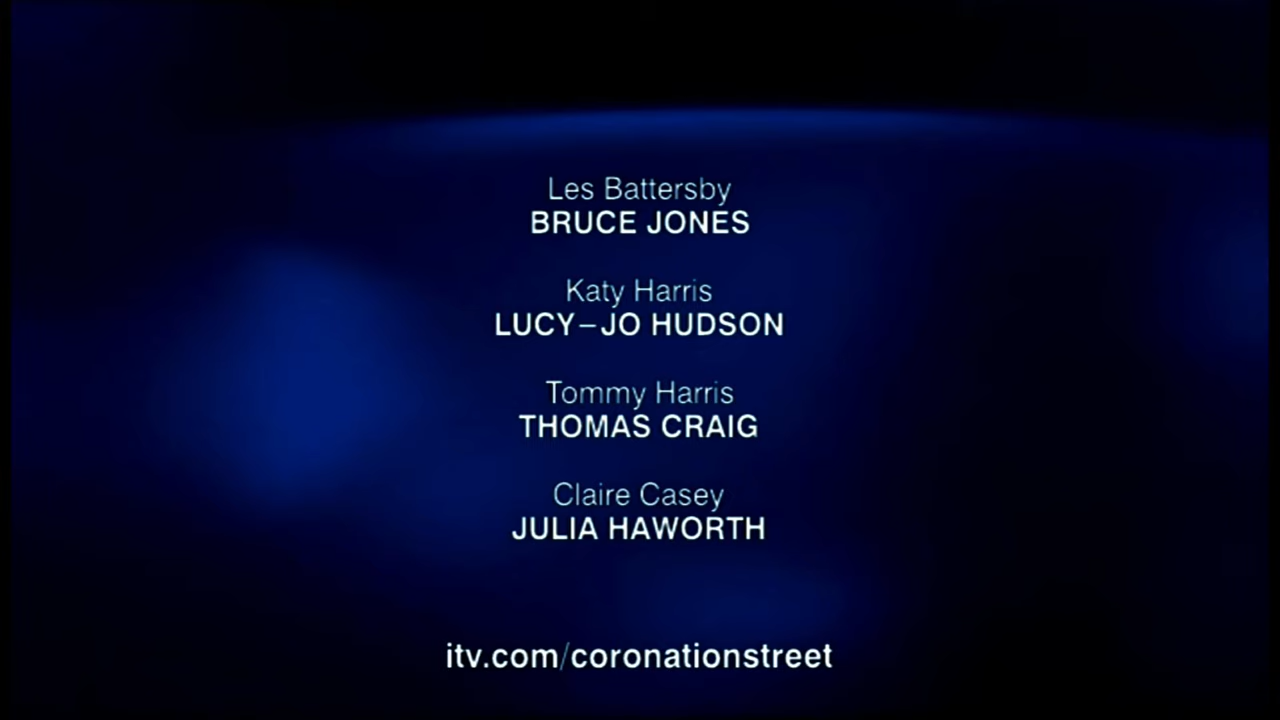 Les Battersby
BRUCE JONES
Katy Harris
LUCY-JO HUDSON
Tommy Harris
THOMAS CRAIG
Claire Casey
JULIA HAWORTH
itv.com/coronationstreet